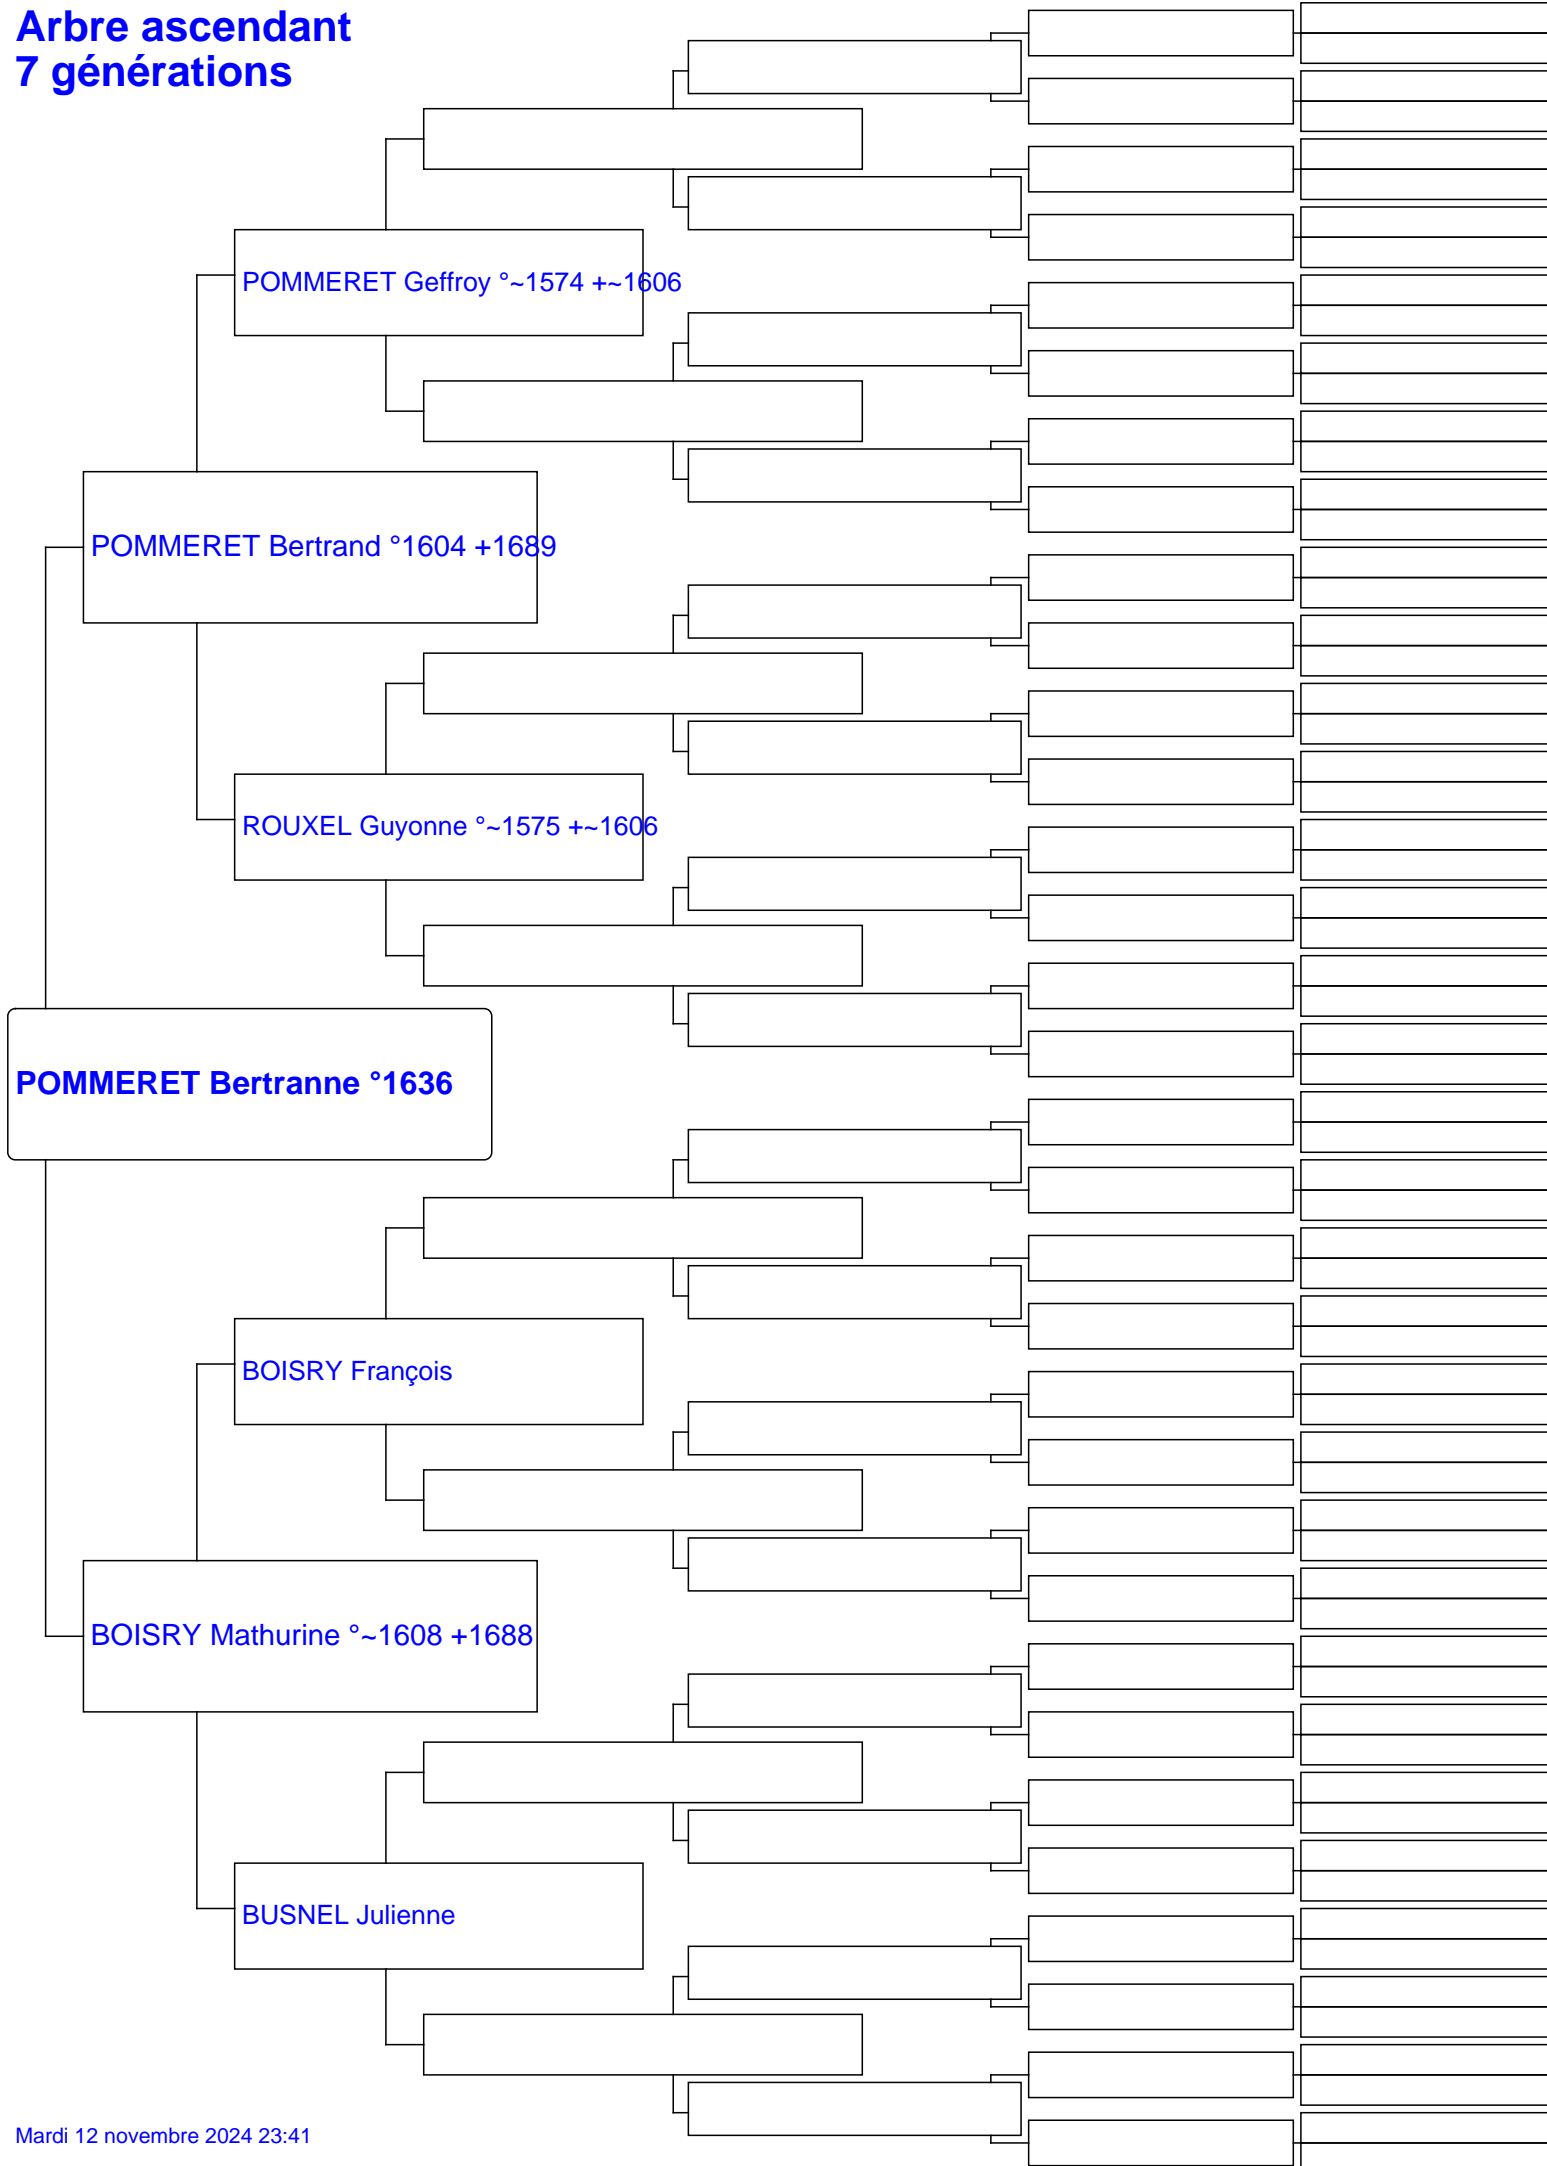 Arbre ascendant
7 générations
POMMERET Geffroy °~1574 +~1606
POMMERET Bertrand °1604 +1689
ROUXEL Guyonne °~1575 +~1606
POMMERET Bertranne °1636
BOISRY François
BOISRY Mathurine °~1608 +1688
BUSNEL Julienne
Mardi 12 novembre 2024 23:41